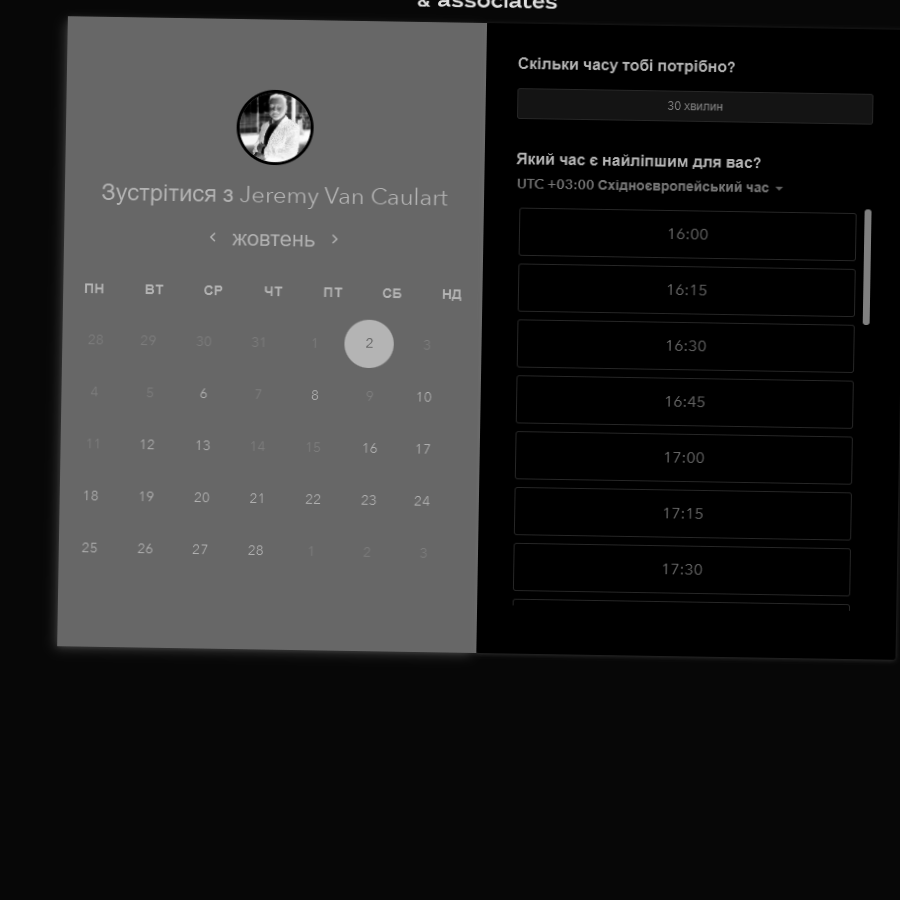 & associates
Зустрітися з Jeremy Van Caulart
жовтень
ПН ВТ СР ЧТ ПТ СБ НД
28 29 30 31 1 2 3
4 5 6 7 8 9 10
11 12 13 14 15 16 17
18 19 20 21 22 23 24
25 26 27 28 1 2 3
Скільки часу тобі потрібно?
30 хвилин
Який час є найліпшим для вас?
UTC +03:00 Східноєвропейський час
16:00
16:15
16:30
16:45
17:00
17:15
17:30